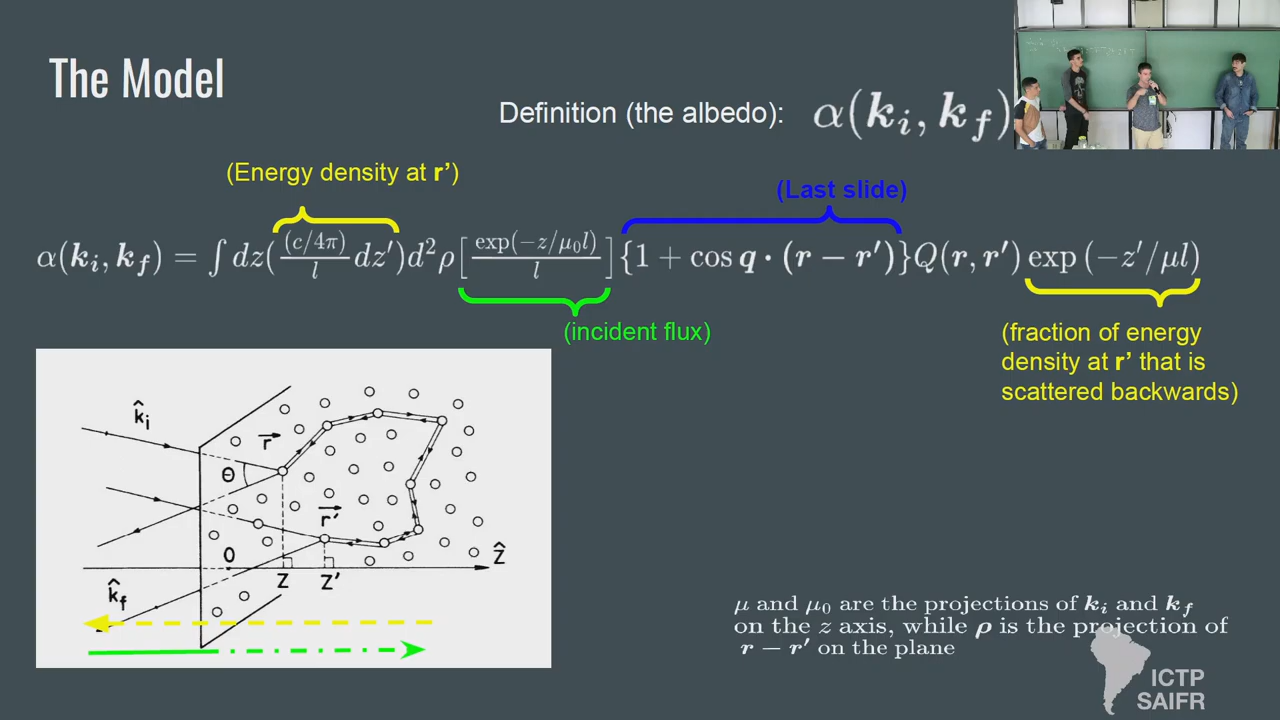 The Model
Definition (the albedo): α(k_i, k_f)
(Energy density at r')
(Last slide)
α(k_i, k_f) = ∫ dz( (c/4π)/l dz')d²ρ[ exp(−z/μ₀l)/l ]{1 + cos q · (r − r')}Q(r, r') exp (−z'/μl)
(incident flux)
(fraction of energy
density at r' that is
scattered backwards)
k̂_i
r⃗
Θ
r⃗'
0
Z
Z'
ẑ
k̂_f
μ and μ₀ are the projections of k_i and k_f
on the z axis, while ρ is the projection of
r − r' on the plane
ICTP
SAIFR